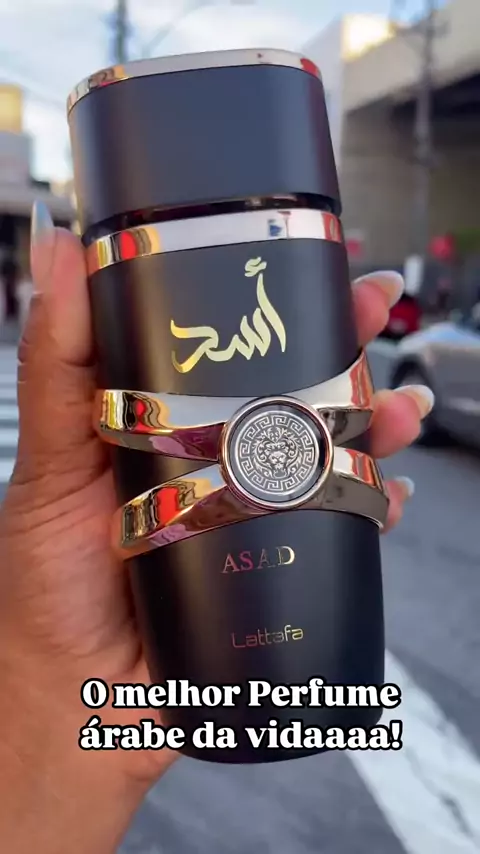 أسد
ASAD
Lattafa
O melhor Perfume
árabe da vidaaaa!